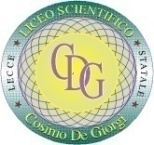 LICEO SCIENTIFICO
LECCE
STATALE
CDG
Cosimo De Giorgi